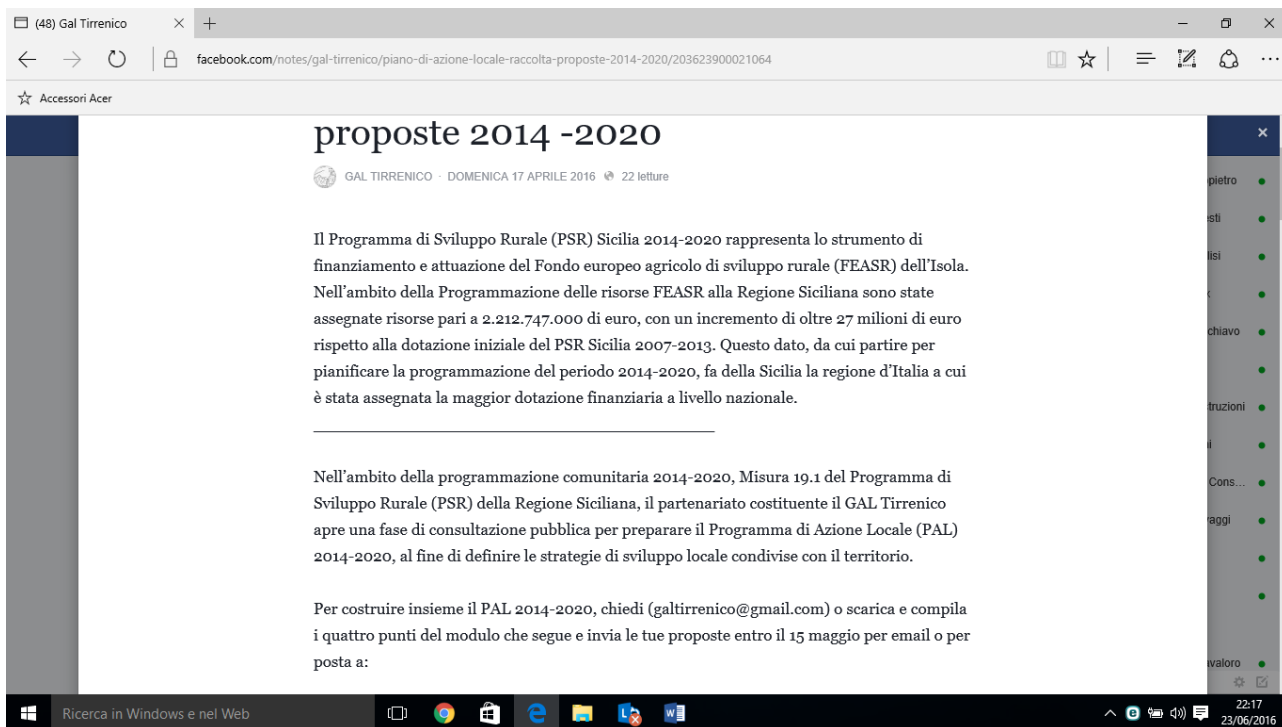 (48) Gal Tirrenico
facebook.com/notes/gal-tirrenico/piano-di-azione-locale-raccolta-proposte-2014-2020/203623900021064
Accessori Acer
proposte 2014 -2020
GAL TIRRENICO · DOMENICA 17 APRILE 2016 22 letture
Il Programma di Sviluppo Rurale (PSR) Sicilia 2014-2020 rappresenta lo strumento di
finanziamento e attuazione del Fondo europeo agricolo di sviluppo rurale (FEASR) dell'Isola.
Nell'ambito della Programmazione delle risorse FEASR alla Regione Siciliana sono state
assegnate risorse pari a 2.212.747.000 di euro, con un incremento di oltre 27 milioni di euro
rispetto alla dotazione iniziale del PSR Sicilia 2007-2013. Questo dato, da cui partire per
pianificare la programmazione del periodo 2014-2020, fa della Sicilia la regione d'Italia a cui
è stata assegnata la maggior dotazione finanziaria a livello nazionale.
Nell'ambito della programmazione comunitaria 2014-2020, Misura 19.1 del Programma di
Sviluppo Rurale (PSR) della Regione Siciliana, il partenariato costituente il GAL Tirrenico
apre una fase di consultazione pubblica per preparare il Programma di Azione Locale (PAL)
2014-2020, al fine di definire le strategie di sviluppo locale condivise con il territorio.
Per costruire insieme il PAL 2014-2020, chiedi (galtirrenico@gmail.com) o scarica e compila
i quattro punti del modulo che segue e invia le tue proposte entro il 15 maggio per email o per
posta a:
pietro
sti
lisi
chiavo
truzioni
ni
Cons...
aggi
valoro
Ricerca in Windows e nel Web
22:17
23/06/2016